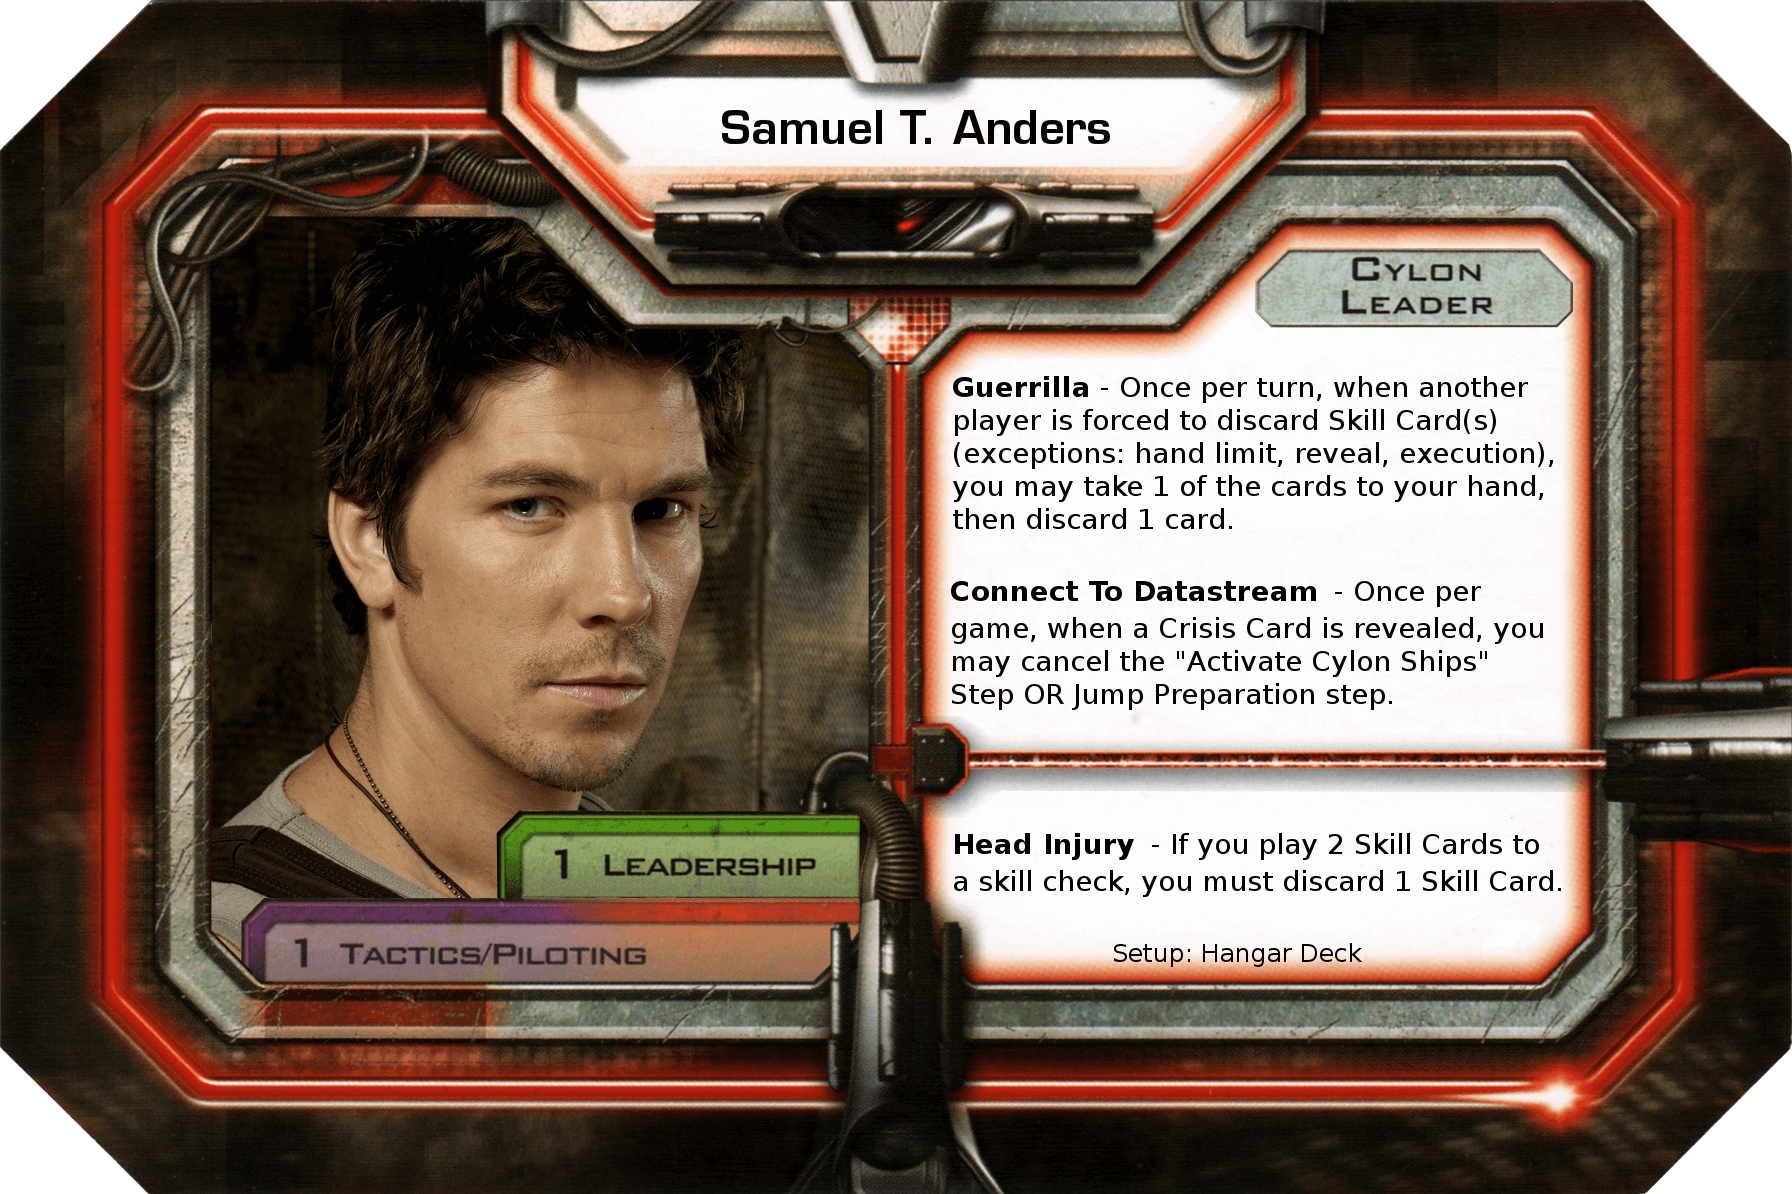 Samuel T. Anders
CYLON
LEADER
Guerrilla - Once per turn, when another
player is forced to discard Skill Card(s)
(exceptions: hand limit, reveal, execution),
you may take 1 of the cards to your hand,
then discard 1 card.
Connect To Datastream - Once per
game, when a Crisis Card is revealed, you
may cancel the "Activate Cylon Ships"
Step OR Jump Preparation step.
Head Injury - If you play 2 Skill Cards to
a skill check, you must discard 1 Skill Card.
Setup: Hangar Deck
1 LEADERSHIP
1 TACTICS/PILOTING